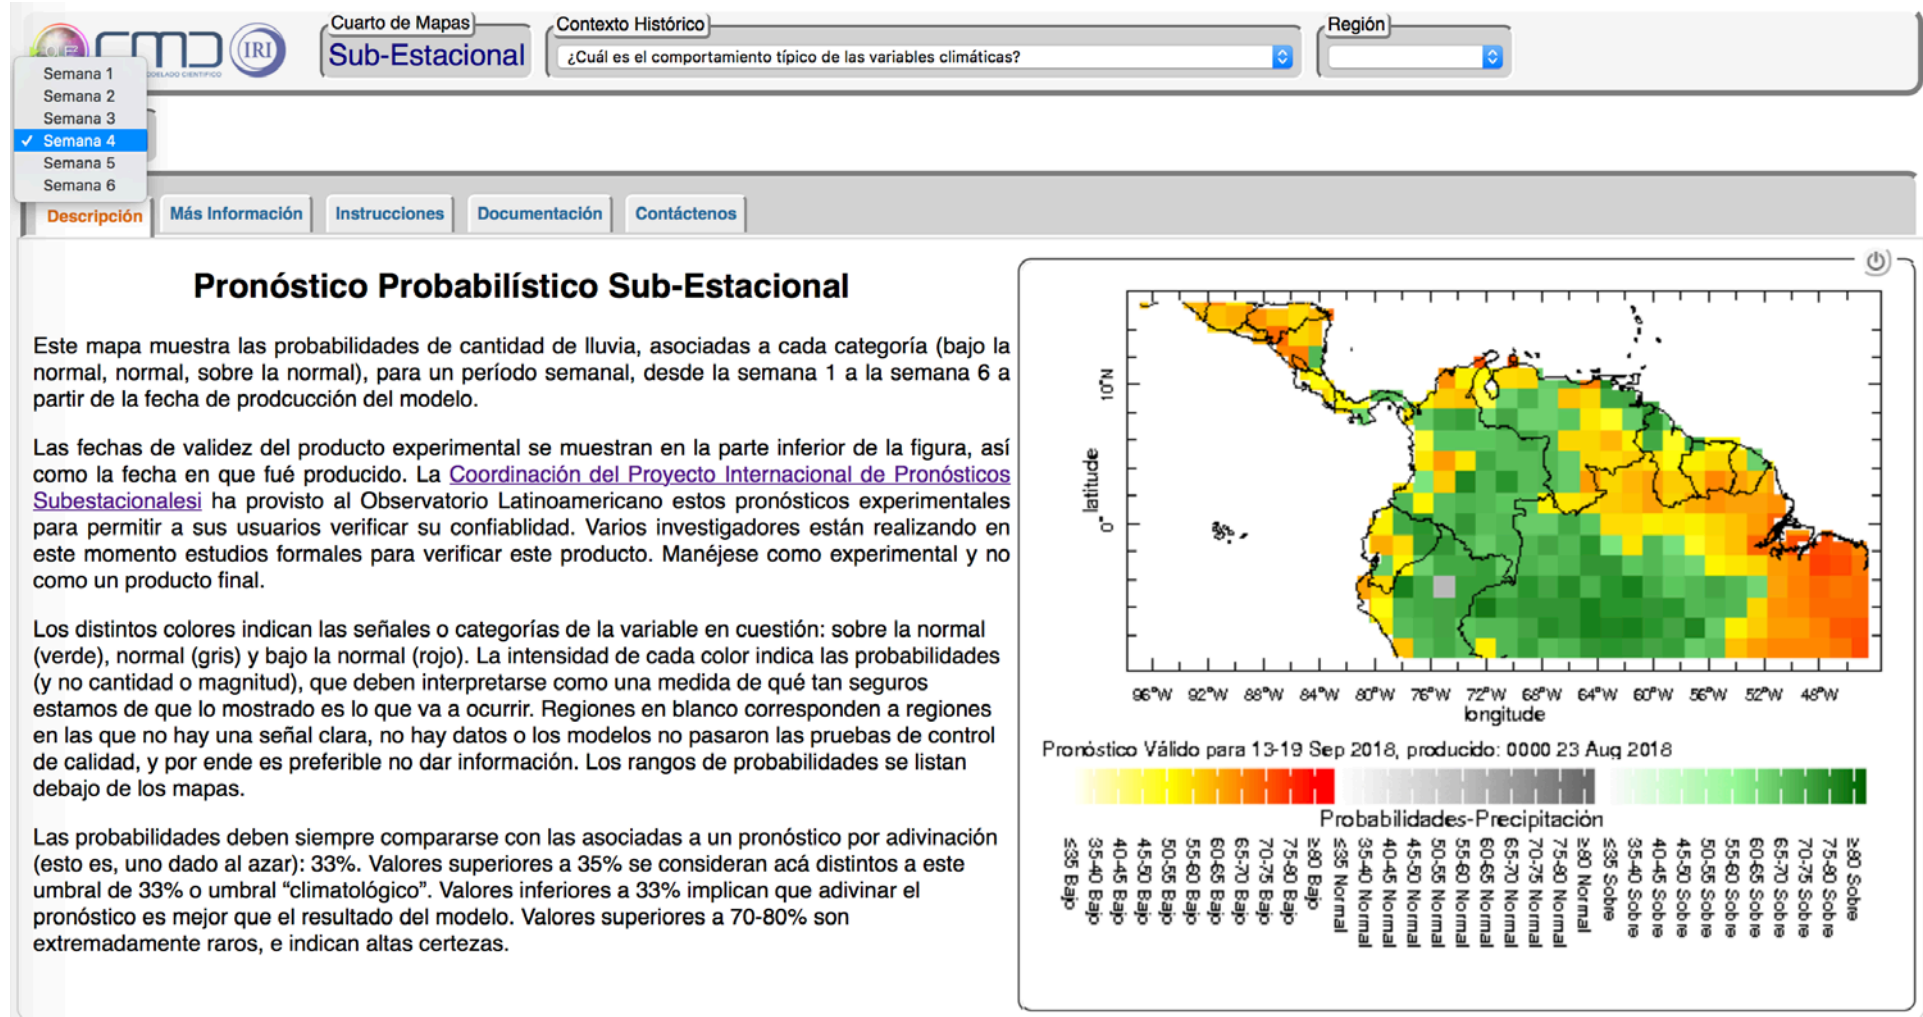 Cuarto de Mapas
Sub-Estacional
Contexto Histórico
¿Cuál es el comportamiento típico de las variables climáticas?
Región
IRI
Semana 1
Semana 2
Semana 3
✓ Semana 4
Semana 5
Semana 6
Descripción
Más Información
Instrucciones
Documentación
Contáctenos
Pronóstico Probabilístico Sub-Estacional
Este mapa muestra las probabilidades de cantidad de lluvia, asociadas a cada categoría (bajo la
normal, normal, sobre la normal), para un período semanal, desde la semana 1 a la semana 6 a
partir de la fecha de prodcucción del modelo.
Las fechas de validez del producto experimental se muestran en la parte inferior de la figura, así
como la fecha en que fué producido. La Coordinación del Proyecto Internacional de Pronósticos
Subestacionalesi ha provisto al Observatorio Latinoamericano estos pronósticos experimentales
para permitir a sus usuarios verificar su confiablidad. Varios investigadores están realizando en
este momento estudios formales para verificar este producto. Manéjese como experimental y no
como un producto final.
Los distintos colores indican las señales o categorías de la variable en cuestión: sobre la normal
(verde), normal (gris) y bajo la normal (rojo). La intensidad de cada color indica las probabilidades
(y no cantidad o magnitud), que deben interpretarse como una medida de qué tan seguros
estamos de que lo mostrado es lo que va a ocurrir. Regiones en blanco corresponden a regiones
en las que no hay una señal clara, no hay datos o los modelos no pasaron las pruebas de control
de calidad, y por ende es preferible no dar información. Los rangos de probabilidades se listan
debajo de los mapas.
Las probabilidades deben siempre compararse con las asociadas a un pronóstico por adivinación
(esto es, uno dado al azar): 33%. Valores superiores a 35% se consideran acá distintos a este
umbral de 33% o umbral “climatológico”. Valores inferiores a 33% implican que adivinar el
pronóstico es mejor que el resultado del modelo. Valores superiores a 70-80% son
extremadamente raros, e indican altas certezas.
10°N
0°
latitude
96°W 92°W 88°W 84°W 80°W 76°W 72°W 68°W 64°W 60°W 56°W 52°W 48°W
longitude
Pronóstico Válido para 13-19 Sep 2018, producido: 0000 23 Aug 2018
Probabilidades-Precipitación
≤35 Bajo
35-40 Bajo
40-45 Bajo
45-50 Bajo
50-55 Bajo
55-60 Bajo
60-65 Bajo
65-70 Bajo
70-75 Bajo
75-80 Bajo
≥80 Bajo
≤35 Normal
35-40 Normal
40-45 Normal
45-50 Normal
50-55 Normal
55-60 Normal
60-65 Normal
65-70 Normal
70-75 Normal
75-80 Normal
≥80 Normal
≤35 Sobre
35-40 Sobre
40-45 Sobre
45-50 Sobre
50-55 Sobre
55-60 Sobre
60-65 Sobre
65-70 Sobre
70-75 Sobre
75-80 Sobre
≥80 Sobre